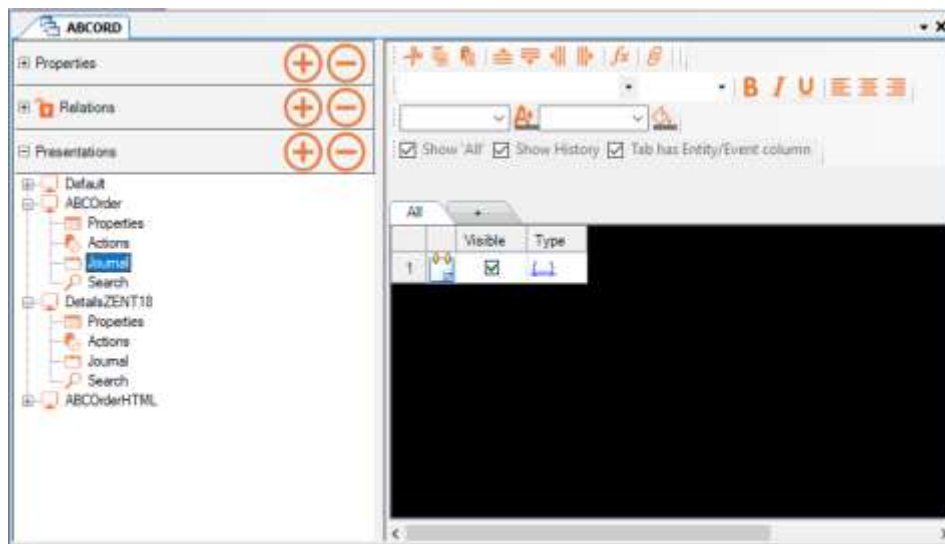 ABCORD
Properties
Relations
Presentations
Default
ABCOrder
Properties
Actions
Journal
Search
DetailsZENT18
Properties
Actions
Journal
Search
ABCOrderHTML
fx
B I U
A
Show 'All' Show History Tab has Entity/Event column
All +
Visible Type
1